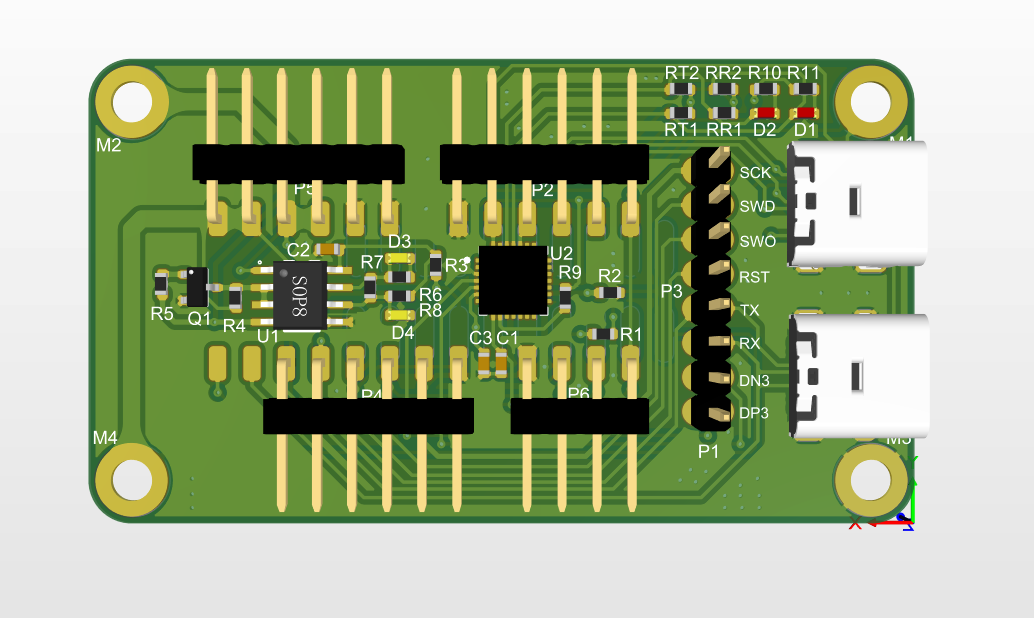 RT2 RR2 R10 R11
RT1 RR1 D2 D1
M2
M1
P5
P2
SCK
SWD
SWO
RST
TX
RX
DN3
DP3
P3
P1
C2
D3
R7
R3
R6
R8
D4
U2
R9
R2
R1
C3 C1
R5
Q1
R4
U1
SOP8
P4
P6
M4
M3
X
Z